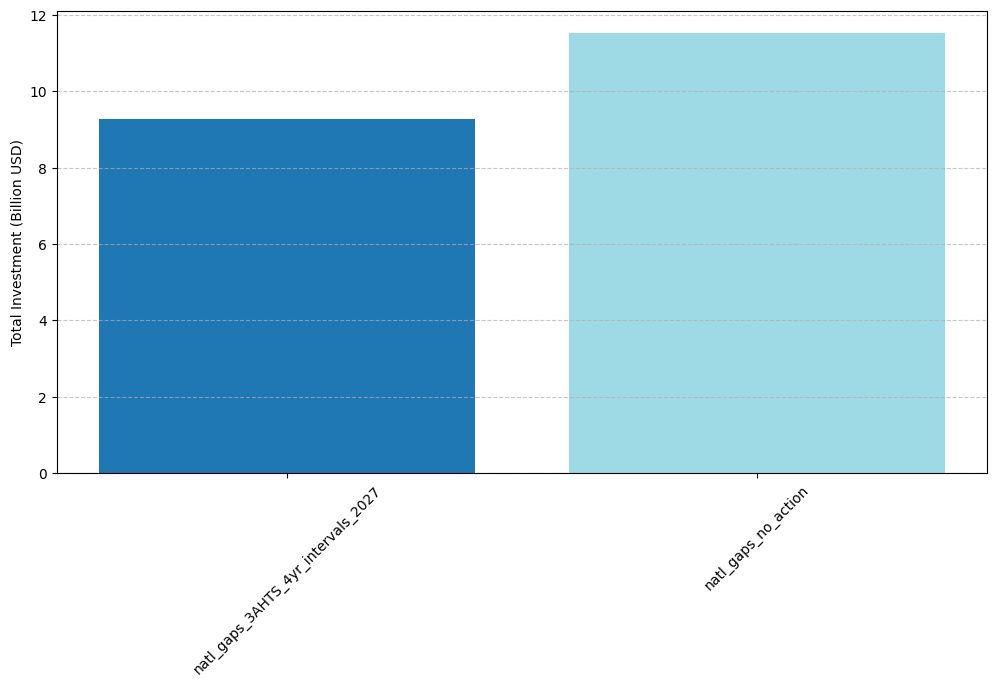 12
10
8
6
4
2
0
Total Investment (Billion USD)
natl_gaps_3AHTS_4yr_intervals_2027
natl_gaps_no_action